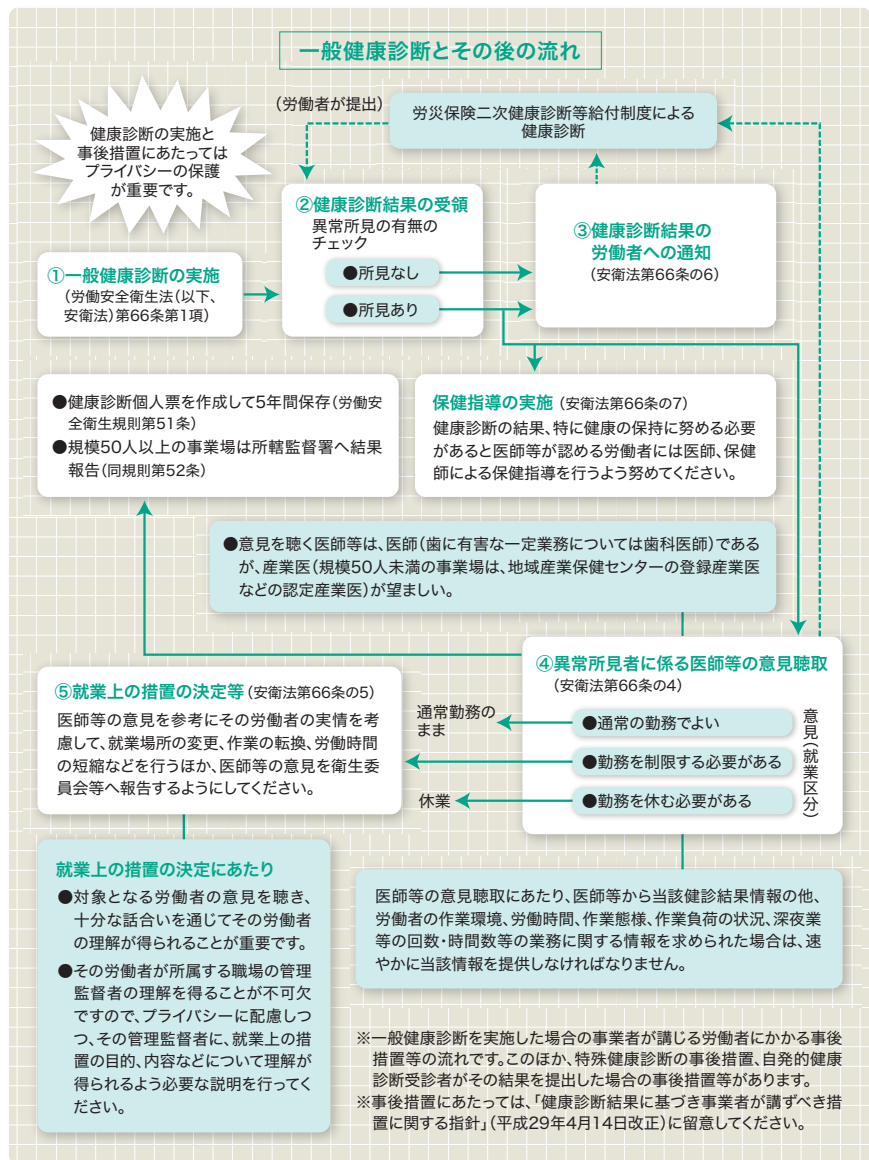 一般健康診断とその後の流れ
健康診断の実施と
事後措置にあたっては
プライバシーの保護
が重要です。
(労働者が提出)
労災保険二次健康診断等給付制度による
健康診断
①一般健康診断の実施
(労働安全衛生法(以下、
安衛法)第66条第1項)
②健康診断結果の受領
異常所見の有無の
チェック
●所見なし
●所見あり
③健康診断結果の
労働者への通知
(安衛法第66条の6)
●健康診断個人票を作成して5年間保存(労働安
全衛生規則第51条)
●規模50人以上の事業場は所轄監督署へ結果
報告(同規則第52条)
保健指導の実施 (安衛法第66条の7)
健康診断の結果、特に健康の保持に努める必要
があると医師等が認める労働者には医師、保健
師による保健指導を行うよう努めてください。
●意見を聴く医師等は、医師(歯に有害な一定業務については歯科医師)である
が、産業医(規模50人未満の事業場は、地域産業保健センターの登録産業医
などの認定産業医)が望ましい。
④異常所見者に係る医師等の意見聴取
(安衛法第66条の4)
●通常の勤務でよい
●勤務を制限する必要がある
●勤務を休む必要がある
意見(就業区分)
通常勤務の
まま
休業
⑤就業上の措置の決定等 (安衛法第66条の5)
医師等の意見を参考にその労働者の実情を考
慮して、就業場所の変更、作業の転換、労働時間
の短縮などを行うほか、医師等の意見を衛生委
員会等へ報告するようにしてください。
就業上の措置の決定にあたり
●対象となる労働者の意見を聴き、
十分な話合いを通じてその労働者
の理解が得られることが重要です。
●その労働者が所属する職場の管理
監督者の理解を得ることが不可欠
ですので、プライバシーに配慮しつ
つ、その管理監督者に、就業上の措
置の目的、内容などについて理解が
得られるよう必要な説明を行ってく
ださい。
医師等の意見聴取にあたり、医師等から当該健診結果情報の他、
労働者の作業環境、労働時間、作業態様、作業負荷の状況、深夜業
等の回数・時間数等の業務に関する情報を求められた場合は、速
やかに当該情報を提供しなければなりません。
※一般健康診断を実施した場合の事業者が講じる労働者にかかる事後
措置等の流れです。このほか、特殊健康診断の事後措置、自発的健康
診断受診者がその結果を提出した場合の事後措置等があります。
※事後措置にあたっては、「健康診断結果に基づき事業者が講ずべき措
置に関する指針」(平成29年4月14日改正)に留意してください。